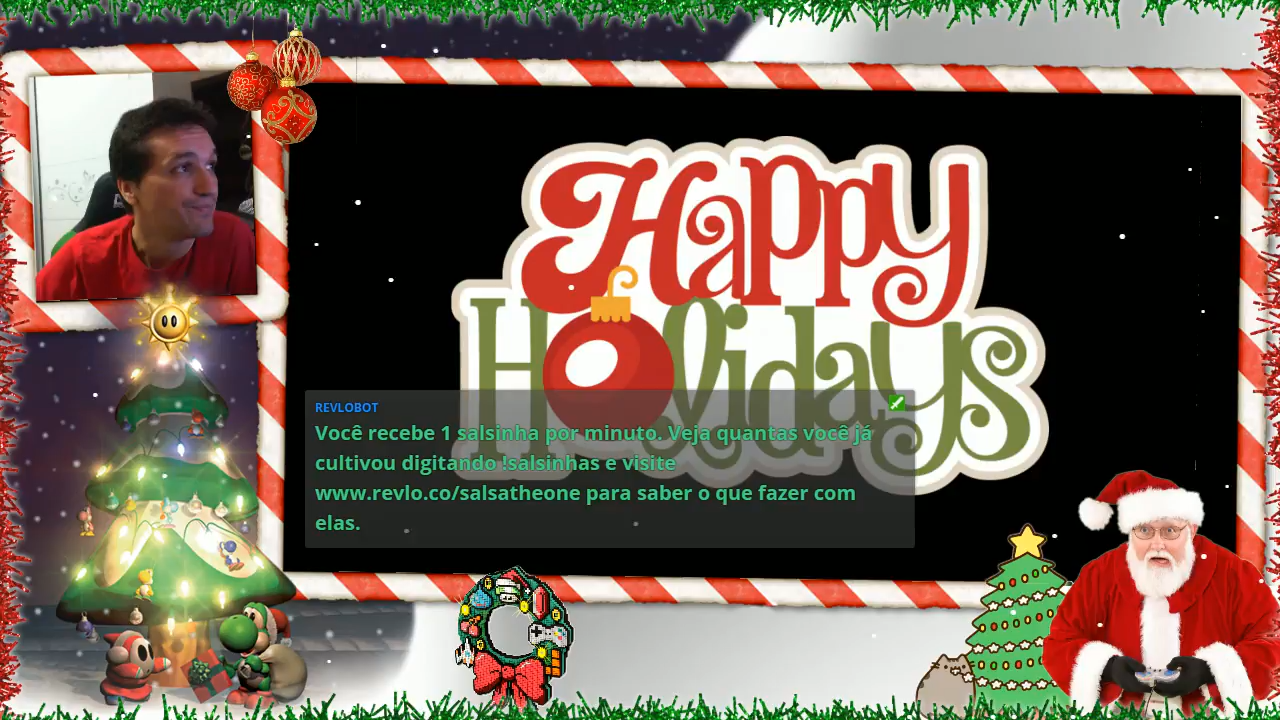 Happy
Holidays
REVLOBOT
Você recebe 1 salsinha por minuto. Veja quantas você já
cultivou digitando !salsinhas e visite
www.revlo.co/salsatheone para saber o que fazer com
elas.